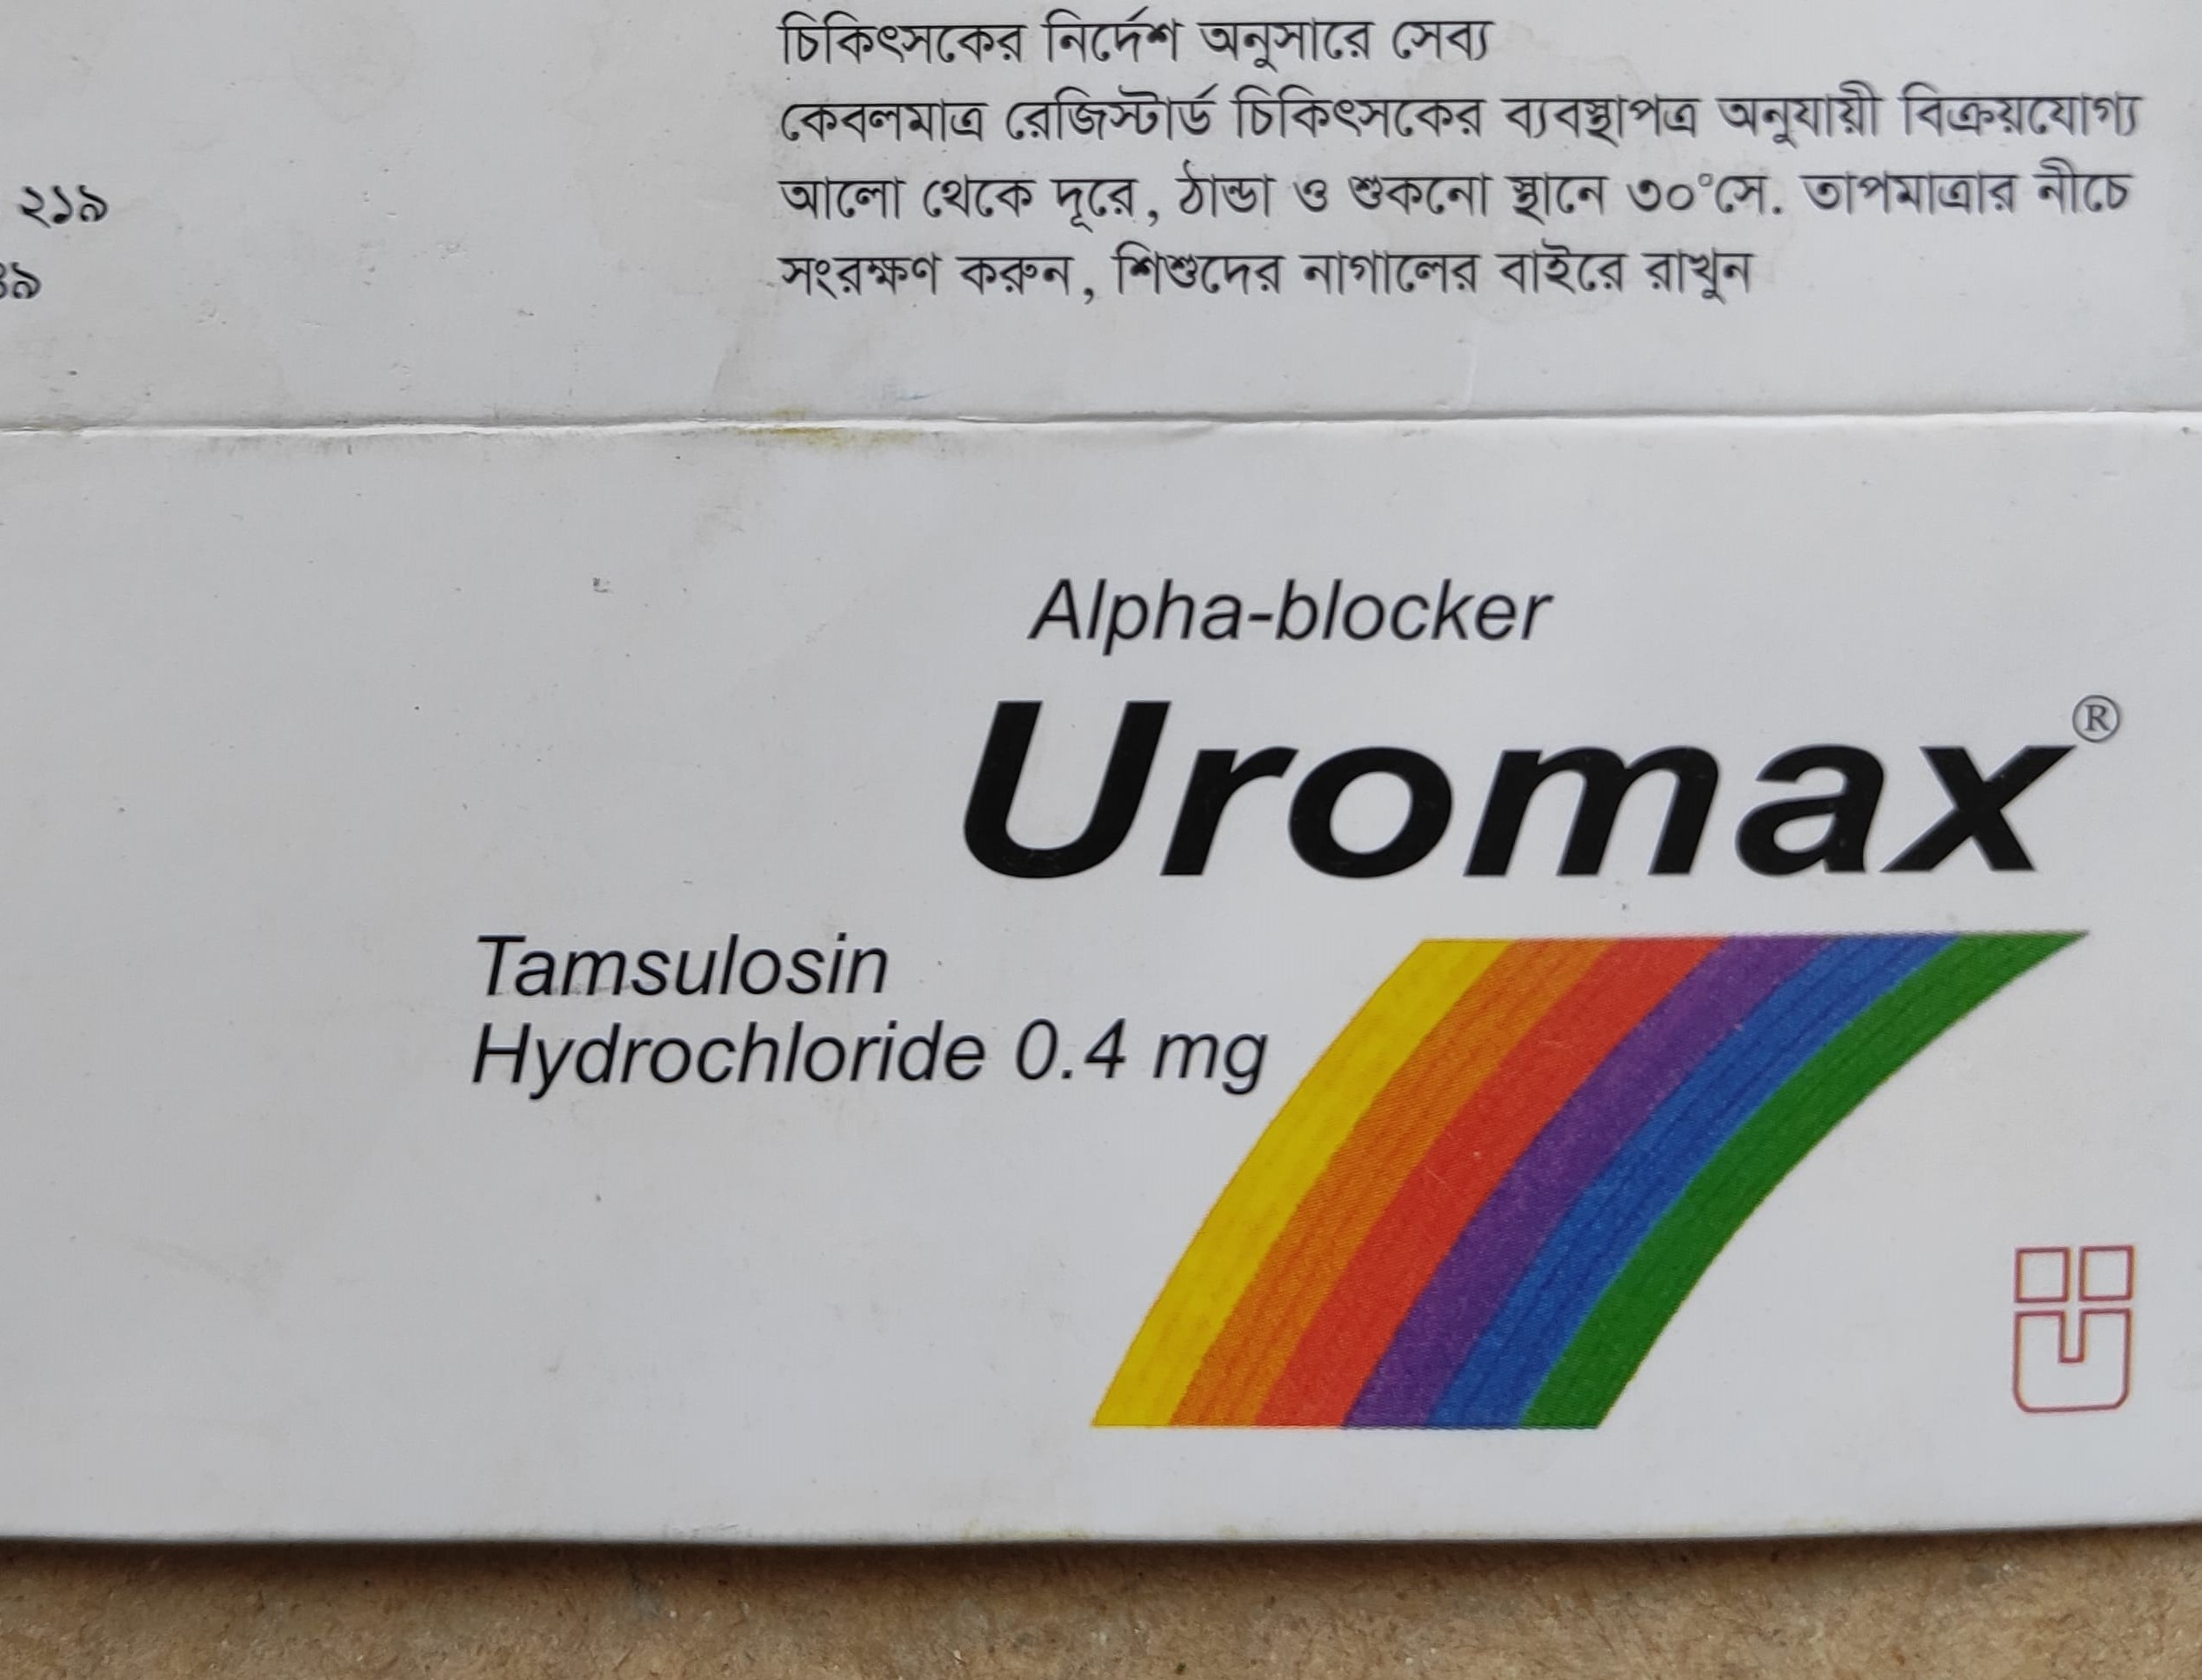 চিকিৎসকের নির্দেশ অনুসারে সেব্য
কেবলমাত্র রেজিস্টার্ড চিকিৎসকের ব্যবস্থাপত্র অনুযায়ী বিক্রয়যোগ্য
২১৯
আলো থেকে দূরে, ঠান্ডা ও শুকনো স্থানে ৩০°সে. তাপমাত্রার নীচে
সংরক্ষণ করুন, শিশুদের নাগালের বাইরে রাখুন
Alpha-blocker
Uromax®
Tamsulosin
Hydrochloride 0.4 mg